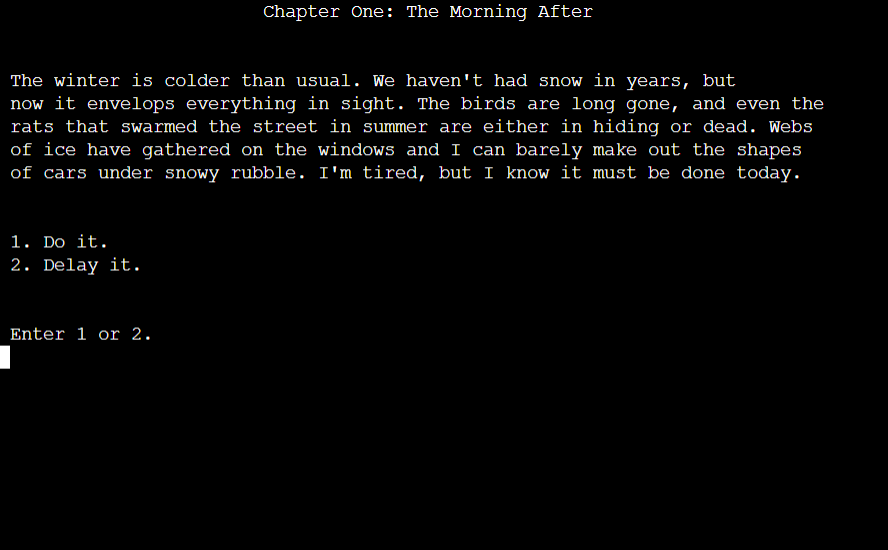 Chapter One: The Morning After
The winter is colder than usual. We haven't had snow in years, but
now it envelops everything in sight. The birds are long gone, and even the
rats that swarmed the street in summer are either in hiding or dead. Webs
of ice have gathered on the windows and I can barely make out the shapes
of cars under snowy rubble. I'm tired, but I know it must be done today.
1. Do it.
2. Delay it.
Enter 1 or 2.